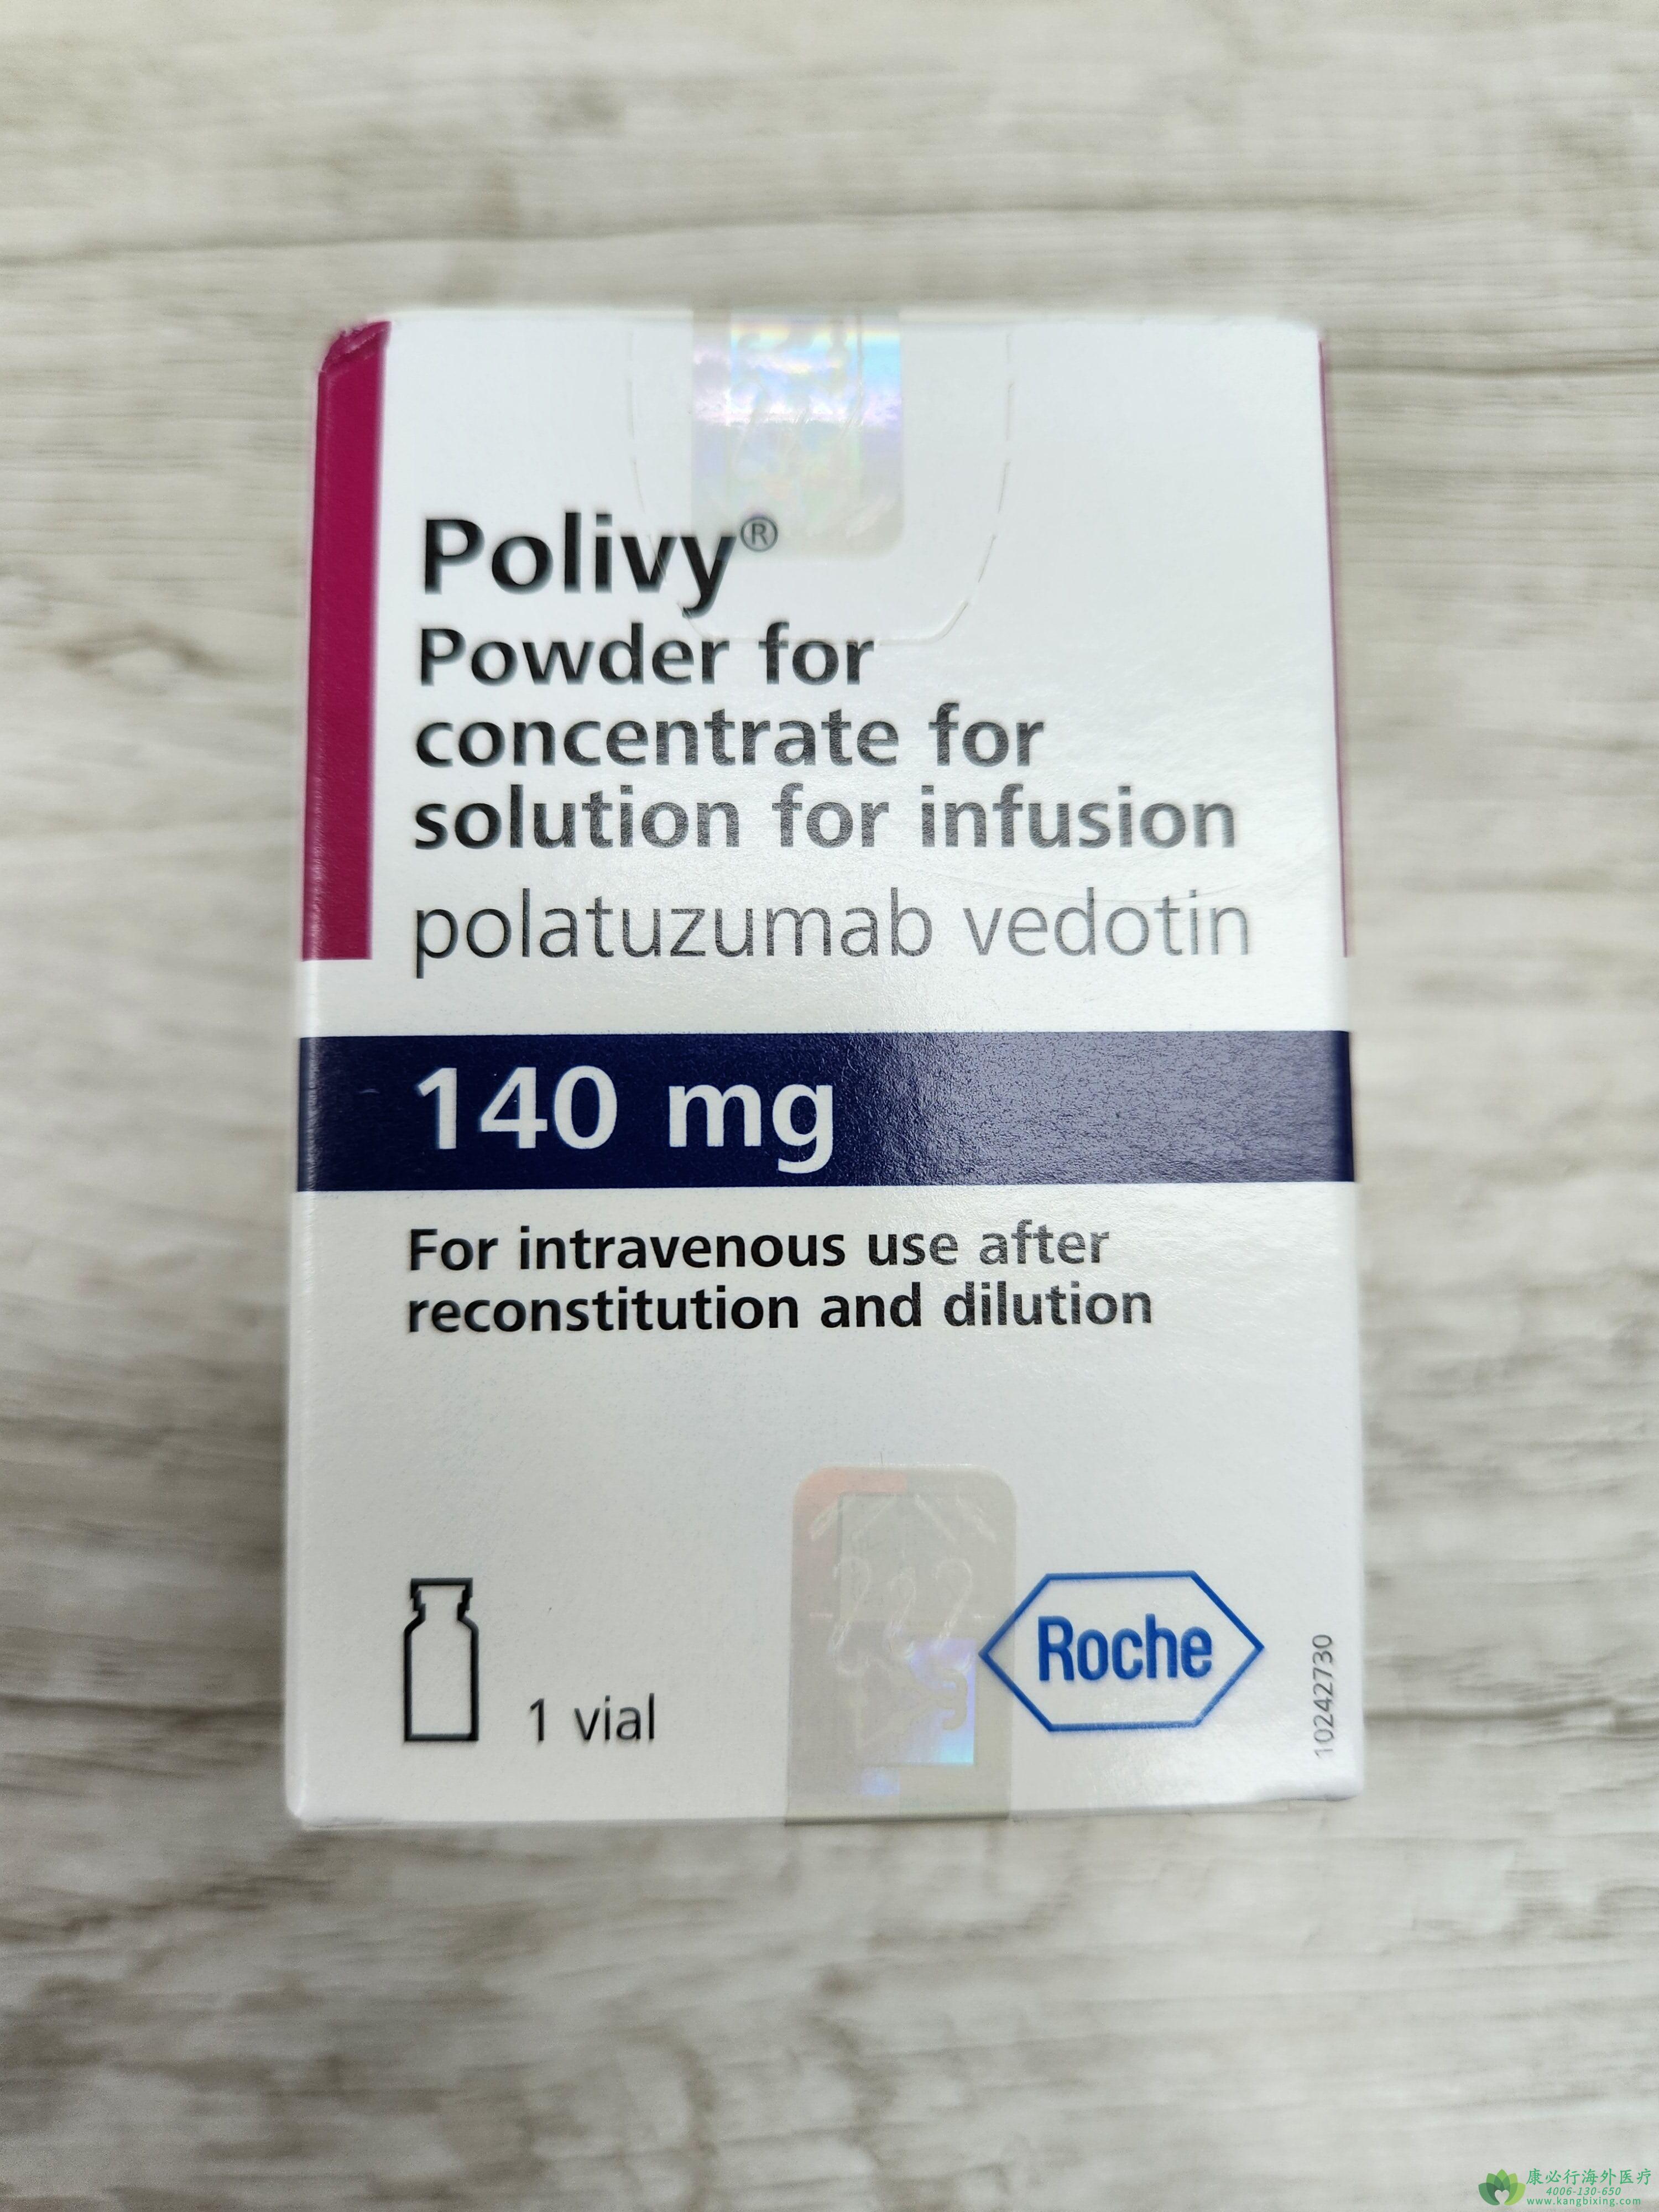 Polivy®
Powder for
concentrate for
solution for infusion
polatuzumab vedotin
140 mg
For intravenous use after
reconstitution and dilution
1 vial
Roche
10242730
康必行海外医疗
4006-130-650
www.kangbixing.com